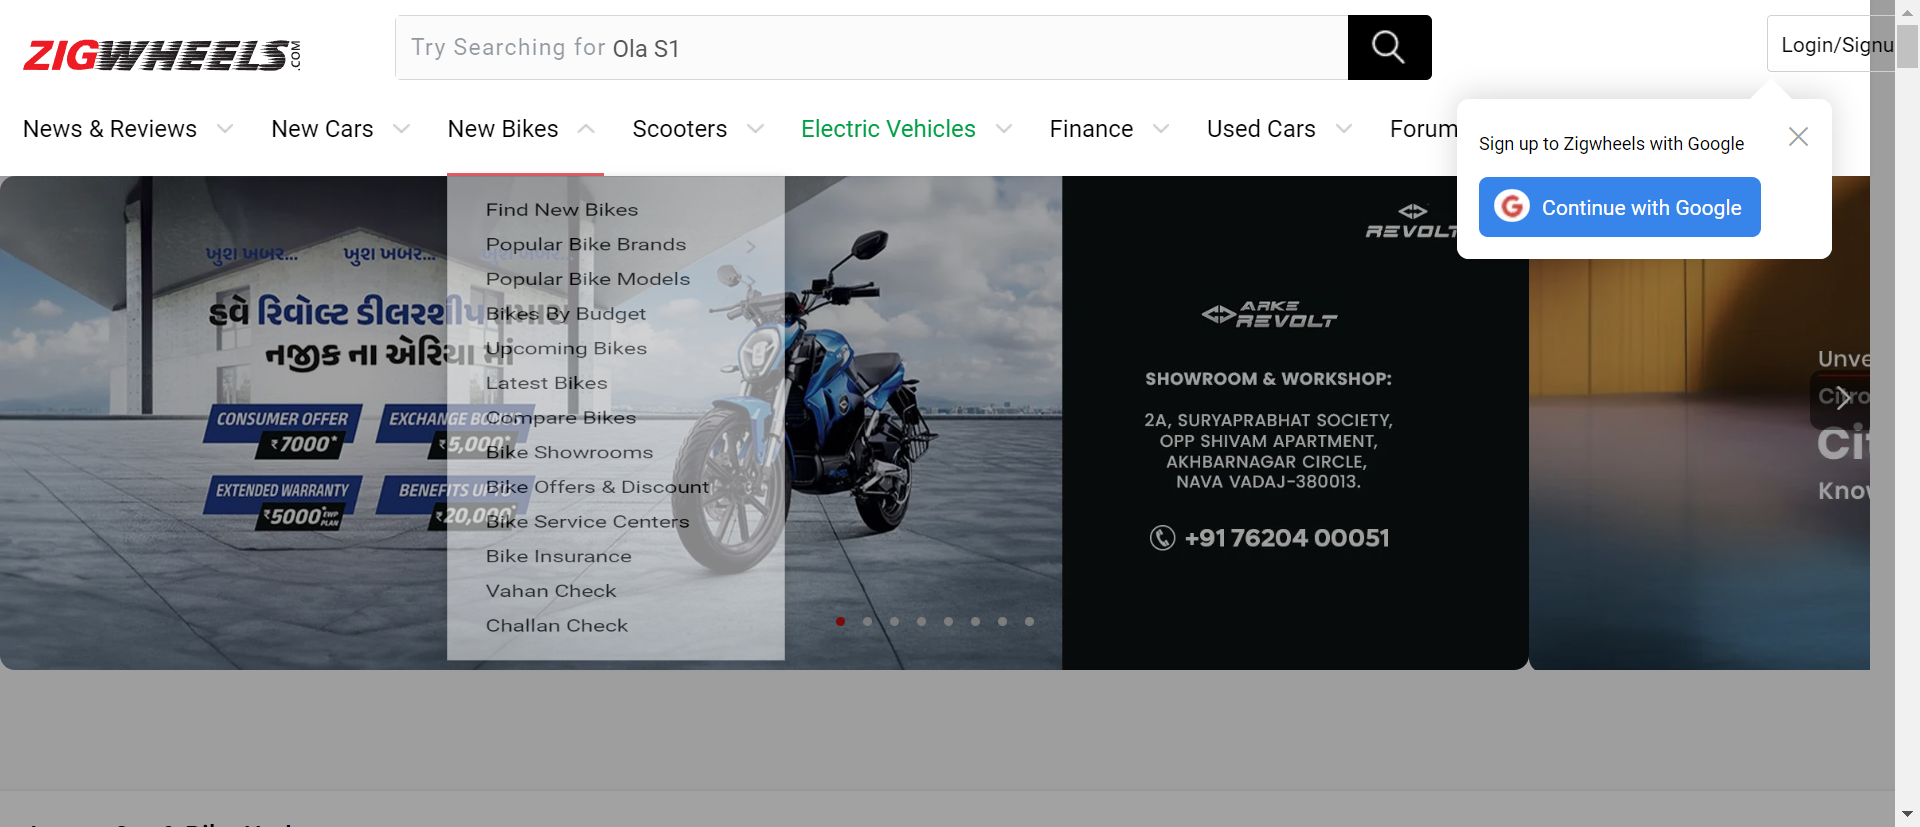 ZIGWHEELS.COM
Try Searching for Ola S1
Login/Signu
News & Reviews
New Cars
New Bikes
Scooters
Electric Vehicles
Finance
Used Cars
Forum
Sign up to Zigwheels with Google
Continue with Google
Find New Bikes
Popular Bike Brands
Popular Bike Models
Bikes By Budget
Upcoming Bikes
Latest Bikes
Compare Bikes
Bike Showrooms
Bike Offers & Discount
Bike Service Centers
Bike Insurance
Vahan Check
Challan Check
ખુશ ખબર... ખુશ ખબર...
હવે રિવોલ્ટ ડીલરશીપ
નજીક ના એરિયા માં
CONSUMER OFFER
₹7000*
EXCHANGE
₹5,000*
EXTENDED WARRANTY
₹5000* EWP PLAN
BENEFITS
₹20,000*
REVOLT
ARKE
REVOLT
SHOWROOM & WORKSHOP:
2A, SURYAPRABHAT SOCIETY,
OPP SHIVAM APARTMENT,
AKHBARNAGAR CIRCLE,
NAVA VADAJ-380013.
+91 76204 00051
Unve
Citro
Cit
Know